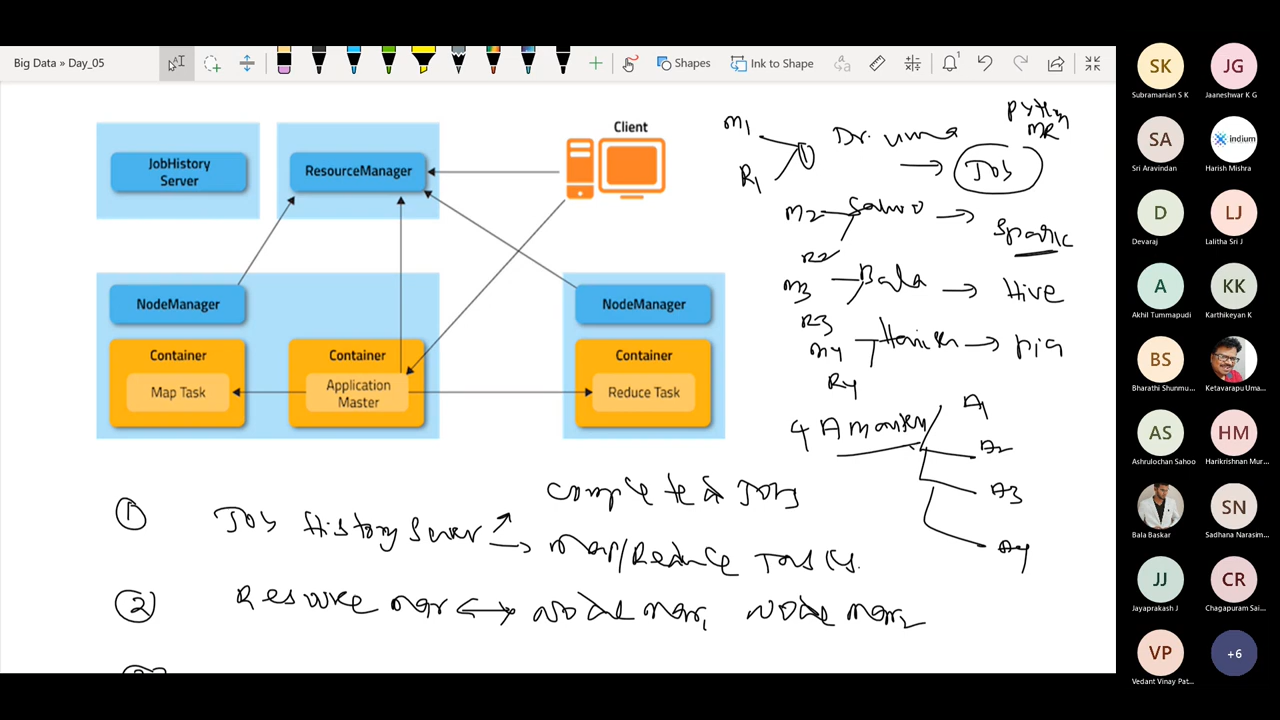 Big Data » Day_05
Shapes
Ink to Shape
JobHistory
Server
ResourceManager
Client
NodeManager
NodeManager
Container
Map Task
Container
Application
Master
Container
Reduce Task
M1
R1
Dr. Uma
Python
MR
Job
M2
R2
Spark
M3
Bala
Hive
R3
M4
Harish
Pig
R4
4 A
A1
A2
A3
A4
1
Job History Server
Completed Jobs
Map/Reduce Tasks.
2
Resource Mgr
Node Mgr1
Node Mgr2
SK
Subramanian S K
JG
Jaaneshwar K G
SA
Sri Aravindan
indium
Harish Mishra
D
Devaraj
LJ
Lalitha Sri J
A
Akhil Tummapudi
KK
Karthikeyan K
BS
Bharathi Shunmu...
Ketavarapu Uma...
AS
Ashrulochan Sahoo
HM
Harikrishnan Mur...
Bala Baskar
SN
Sadhana Narasim...
JJ
Jayaprakash J
CR
Chagapuram Sai...
VP
Vedant Vinay Pat...
+6